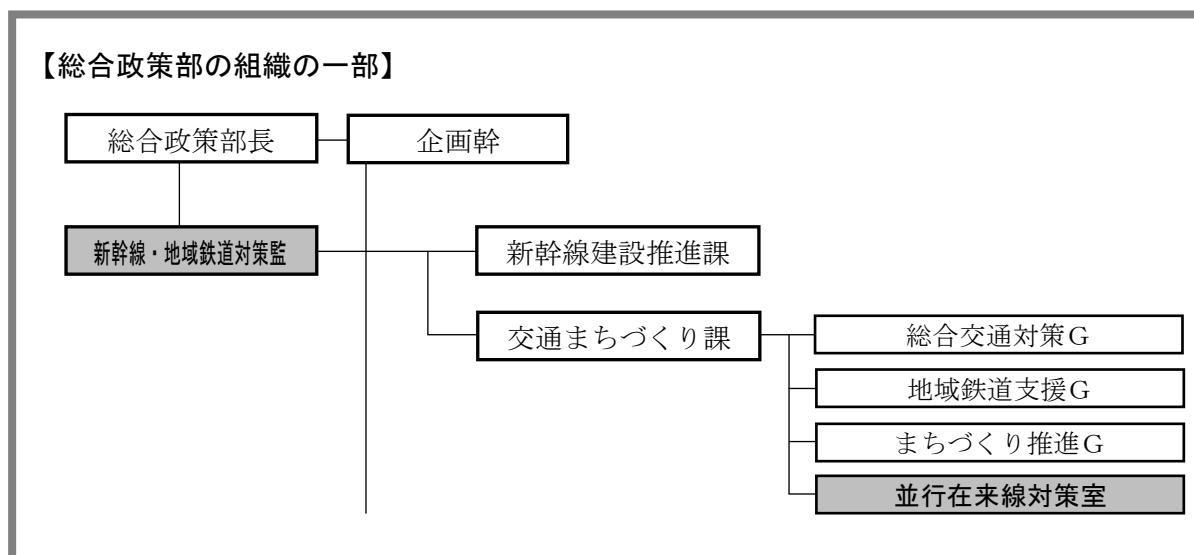 【総合政策部の組織の一部】
総合政策部長
企画幹
新幹線・地域鉄道対策監
新幹線建設推進課
交通まちづくり課
総合交通対策Ｇ
地域鉄道支援Ｇ
まちづくり推進Ｇ
並行在来線対策室